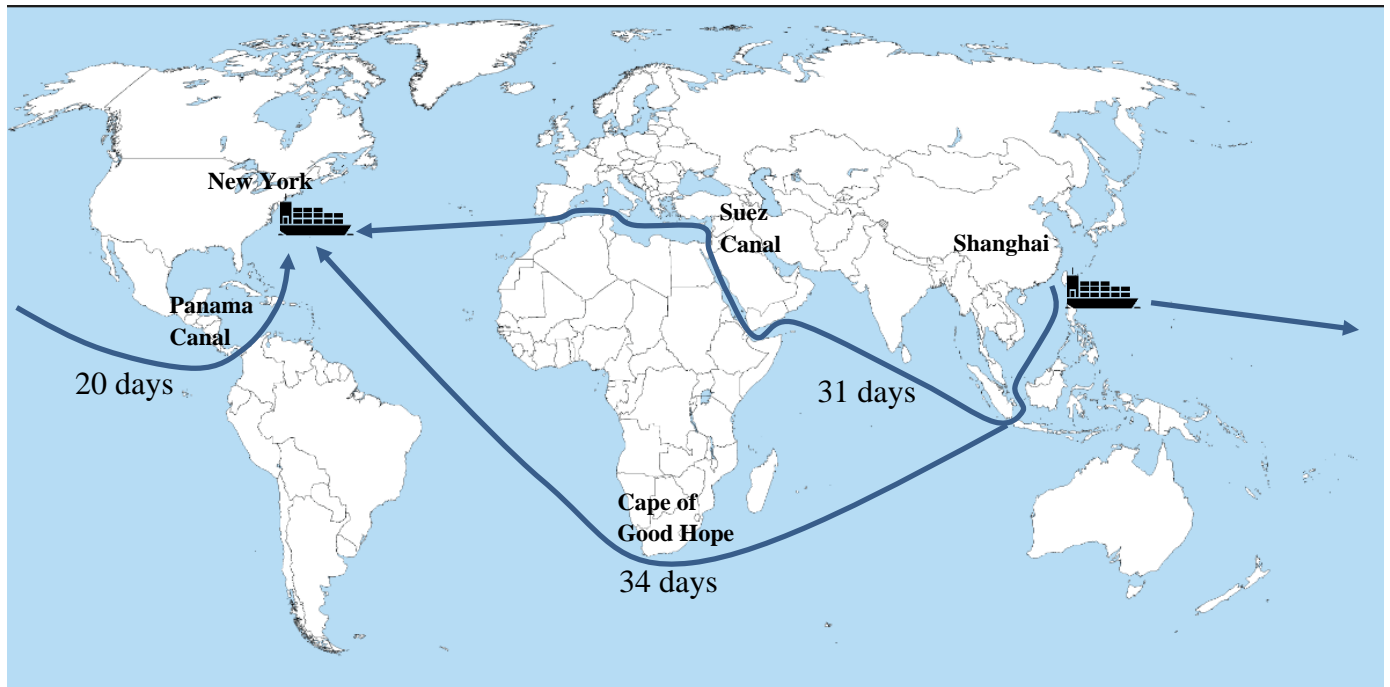 New York
Suez
Canal
Shanghai
Panama
Canal
20 days
31 days
Cape of
Good Hope
34 days